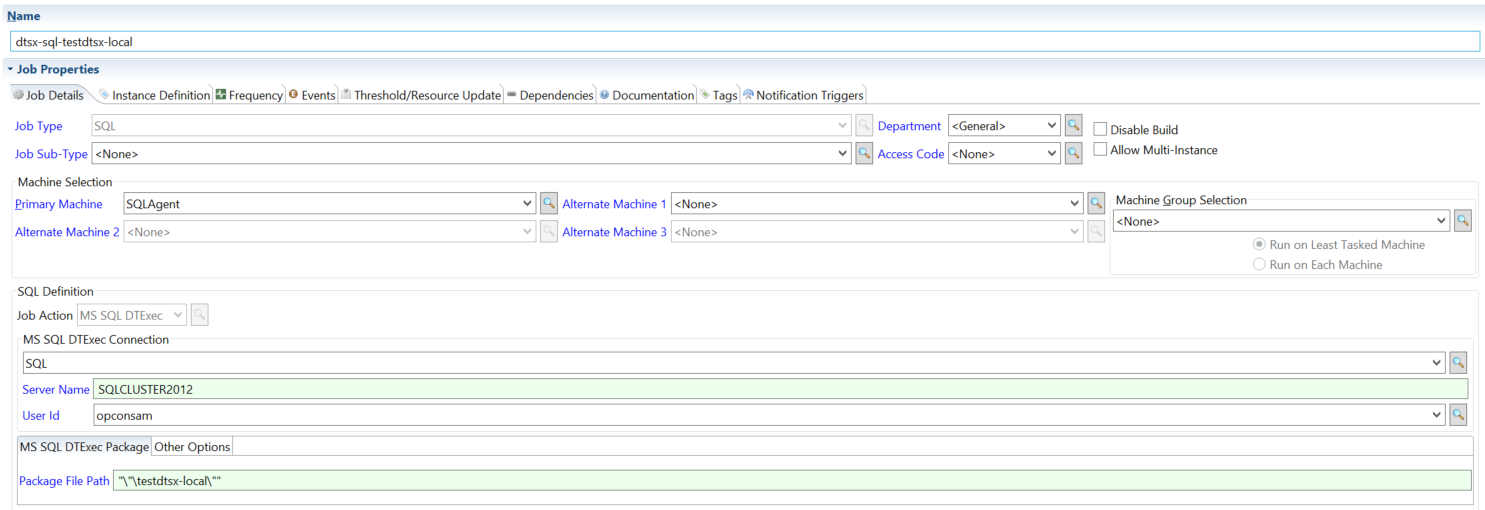 Name
dtsx-sql-testdtsx-local
Job Properties
Job Details Instance Definition Frequency Events Threshold/Resource Update Dependencies Documentation Tags Notification Triggers
Job Type SQL Department <General> Disable Build
Job Sub-Type <None> Access Code <None> Allow Multi-Instance
Machine Selection
Primary Machine SQLAgent Alternate Machine 1 <None> Machine Group Selection
<None>
Alternate Machine 2 <None> Alternate Machine 3 <None>
Run on Least Tasked Machine
Run on Each Machine
SQL Definition
Job Action MS SQL DTExec
MS SQL DTExec Connection
SQL
Server Name SQLCLUSTER2012
User Id opconsam
MS SQL DTExec Package Other Options
Package File Path "\"\testdtsx-local\""